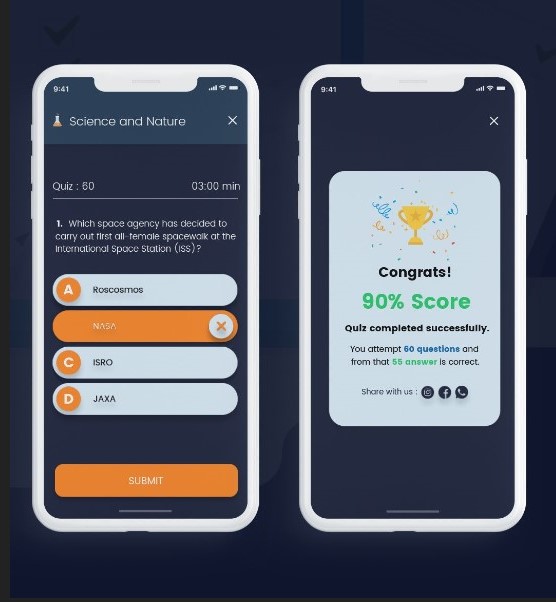 9:41
Science and Nature
Quiz : 60 03:00 min
1. Which space agency has decided to
carry out first all-female spacewalk at the
International Space Station (ISS)?
A Roscosmos
NASA
C ISRO
D JAXA
SUBMIT
9:41
Congrats!
90% Score
Quiz completed successfully.
You attempt 60 questions and
from that 55 answer is correct.
Share with us :